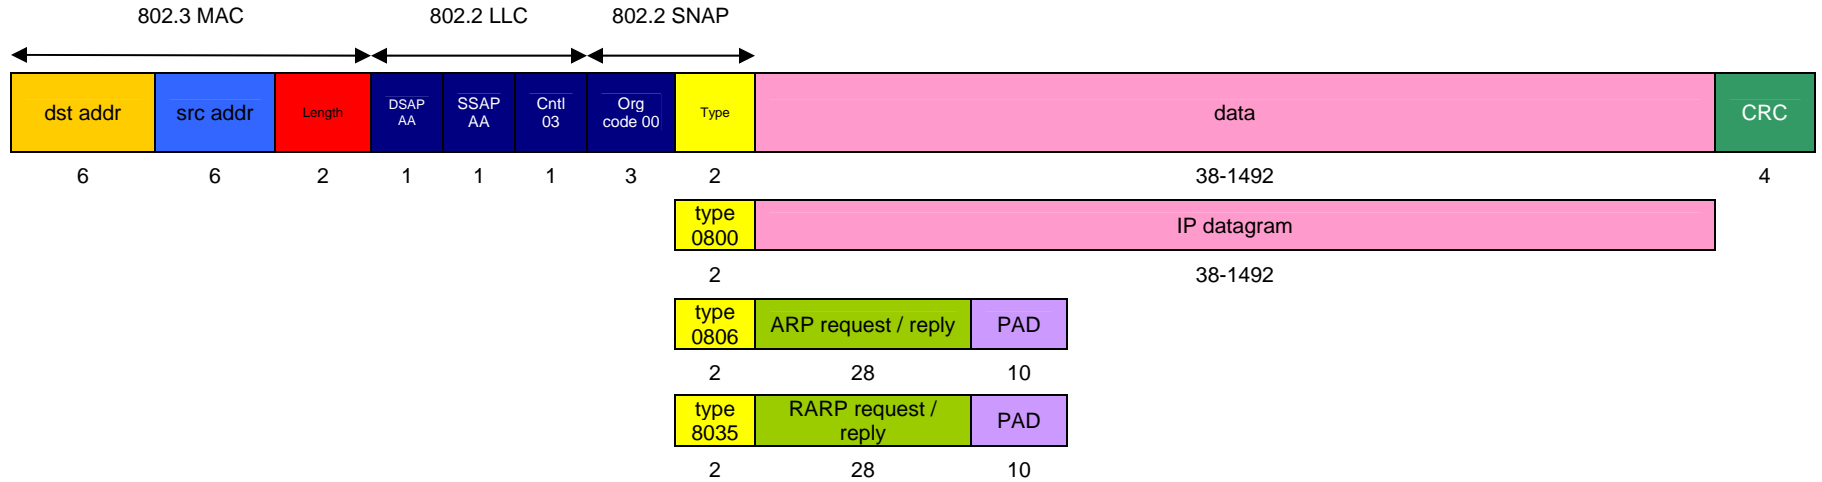 802.3 MAC 802.2 LLC 802.2 SNAP
dst addr src addr Length DSAP AA SSAP AA Cntl 03 Org code 00 Type data CRC
6 6 2 1 1 1 3 2 38-1492 4
type 0800 IP datagram
2 38-1492
type 0806 ARP request / reply PAD
2 28 10
type 8035 RARP request / reply PAD
2 28 10